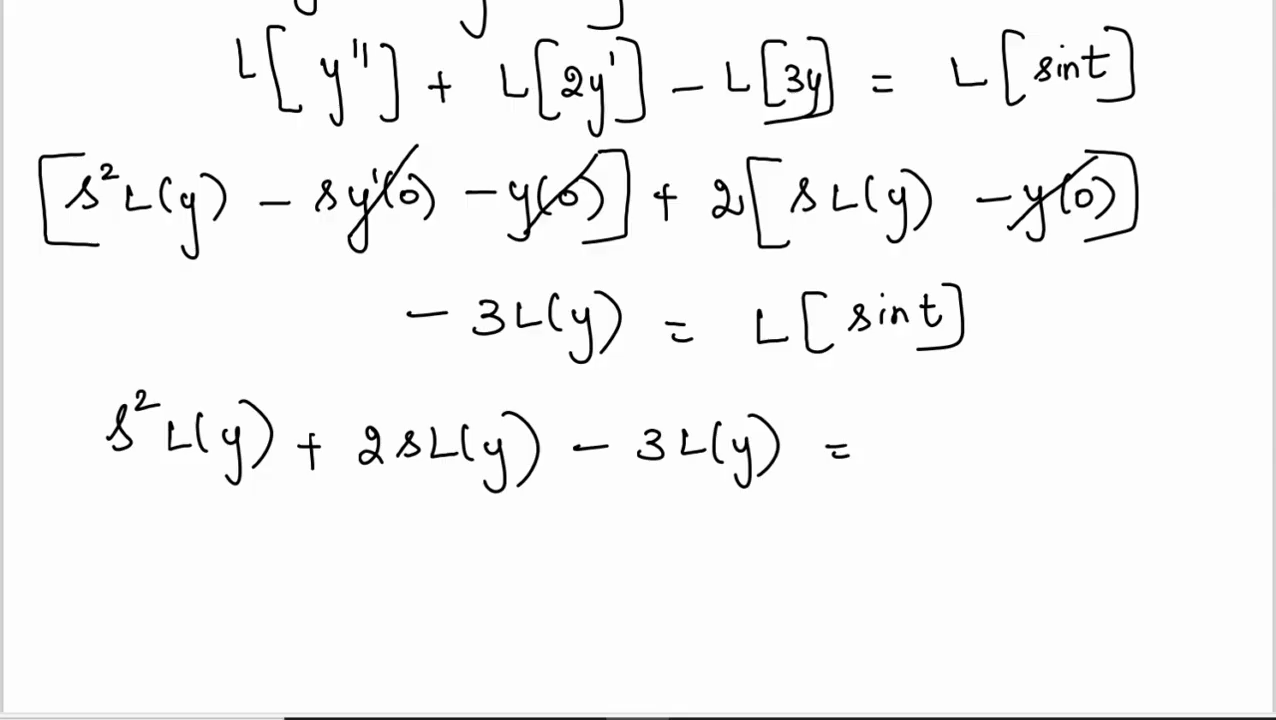 L[y''] + L[2y'] - L[3y] = L[sint]
[s²L(y) - sy'(0) - y(0)] + 2[sL(y) - y(0)]
- 3L(y) = L[sint]
s²L(y) + 2sL(y) - 3L(y) =